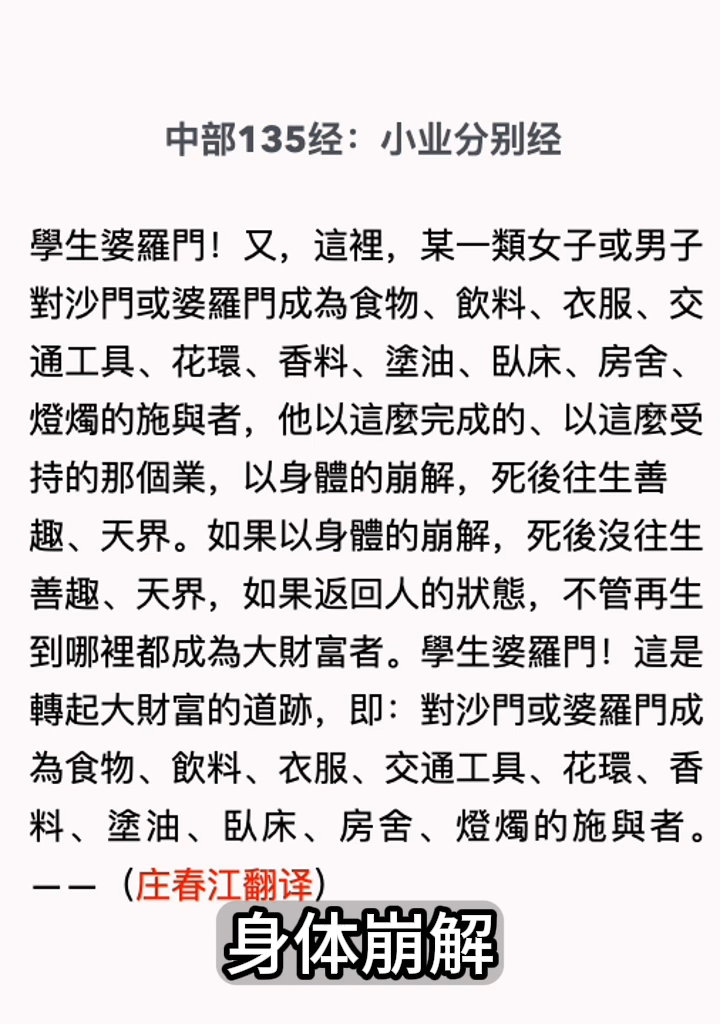 中部135经：小业分别经
學生婆羅門！又，這裡，某一類女子或男子
對沙門或婆羅門成為食物、飲料、衣服、交
通工具、花環、香料、塗油、臥床、房舍、
燈燭的施與者，他以這麼完成的、以這麼受
持的那個業，以身體的崩解，死後往生善
趣、天界。如果以身體的崩解，死後沒往生
善趣、天界，如果返回人的狀態，不管再生
到哪裡都成為大財富者。學生婆羅門！這是
轉起大財富的道跡，即：對沙門或婆羅門成
為食物、飲料、衣服、交通工具、花環、香
料、塗油、臥床、房舍、燈燭的施與者。
——（庄春江翻译）
身体崩解